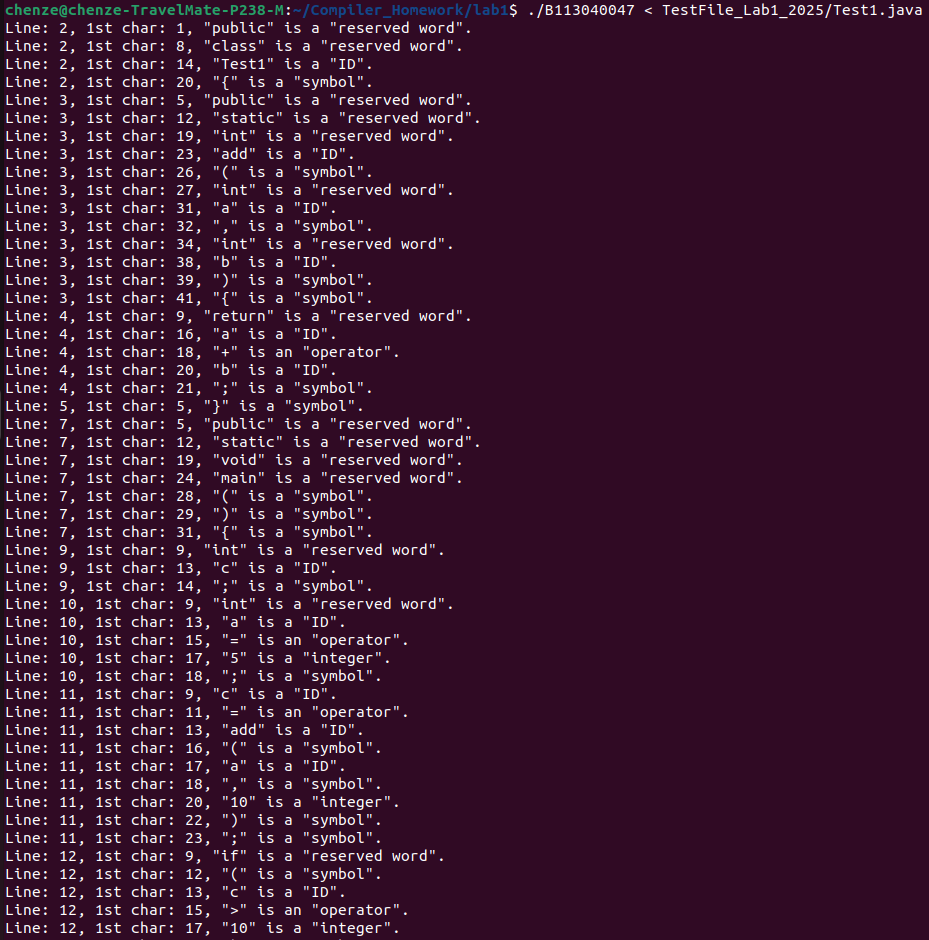 chenze@chenze-TravelMate-P238-M:~/Compiler_Homework/lab1$ ./B113040047 < TestFile_Lab1_2025/Test1.java
Line: 2, 1st char: 1, "public" is a "reserved word".
Line: 2, 1st char: 8, "class" is a "reserved word".
Line: 2, 1st char: 14, "Test1" is a "ID".
Line: 2, 1st char: 20, "{" is a "symbol".
Line: 3, 1st char: 5, "public" is a "reserved word".
Line: 3, 1st char: 12, "static" is a "reserved word".
Line: 3, 1st char: 19, "int" is a "reserved word".
Line: 3, 1st char: 23, "add" is a "ID".
Line: 3, 1st char: 26, "(" is a "symbol".
Line: 3, 1st char: 27, "int" is a "reserved word".
Line: 3, 1st char: 31, "a" is a "ID".
Line: 3, 1st char: 32, "," is a "symbol".
Line: 3, 1st char: 34, "int" is a "reserved word".
Line: 3, 1st char: 38, "b" is a "ID".
Line: 3, 1st char: 39, ")" is a "symbol".
Line: 3, 1st char: 41, "{" is a "symbol".
Line: 4, 1st char: 9, "return" is a "reserved word".
Line: 4, 1st char: 16, "a" is a "ID".
Line: 4, 1st char: 18, "+" is an "operator".
Line: 4, 1st char: 20, "b" is a "ID".
Line: 4, 1st char: 21, ";" is a "symbol".
Line: 5, 1st char: 5, "}" is a "symbol".
Line: 7, 1st char: 5, "public" is a "reserved word".
Line: 7, 1st char: 12, "static" is a "reserved word".
Line: 7, 1st char: 19, "void" is a "reserved word".
Line: 7, 1st char: 24, "main" is a "reserved word".
Line: 7, 1st char: 28, "(" is a "symbol".
Line: 7, 1st char: 29, ")" is a "symbol".
Line: 7, 1st char: 31, "{" is a "symbol".
Line: 9, 1st char: 9, "int" is a "reserved word".
Line: 9, 1st char: 13, "c" is a "ID".
Line: 9, 1st char: 14, ";" is a "symbol".
Line: 10, 1st char: 9, "int" is a "reserved word".
Line: 10, 1st char: 13, "a" is a "ID".
Line: 10, 1st char: 15, "=" is an "operator".
Line: 10, 1st char: 17, "5" is a "integer".
Line: 10, 1st char: 18, ";" is a "symbol".
Line: 11, 1st char: 9, "c" is a "ID".
Line: 11, 1st char: 11, "=" is an "operator".
Line: 11, 1st char: 13, "add" is a "ID".
Line: 11, 1st char: 16, "(" is a "symbol".
Line: 11, 1st char: 17, "a" is a "ID".
Line: 11, 1st char: 18, "," is a "symbol".
Line: 11, 1st char: 20, "10" is a "integer".
Line: 11, 1st char: 22, ")" is a "symbol".
Line: 11, 1st char: 23, ";" is a "symbol".
Line: 12, 1st char: 9, "if" is a "reserved word".
Line: 12, 1st char: 12, "(" is a "symbol".
Line: 12, 1st char: 13, "c" is a "ID".
Line: 12, 1st char: 15, ">" is an "operator".
Line: 12, 1st char: 17, "10" is a "integer".